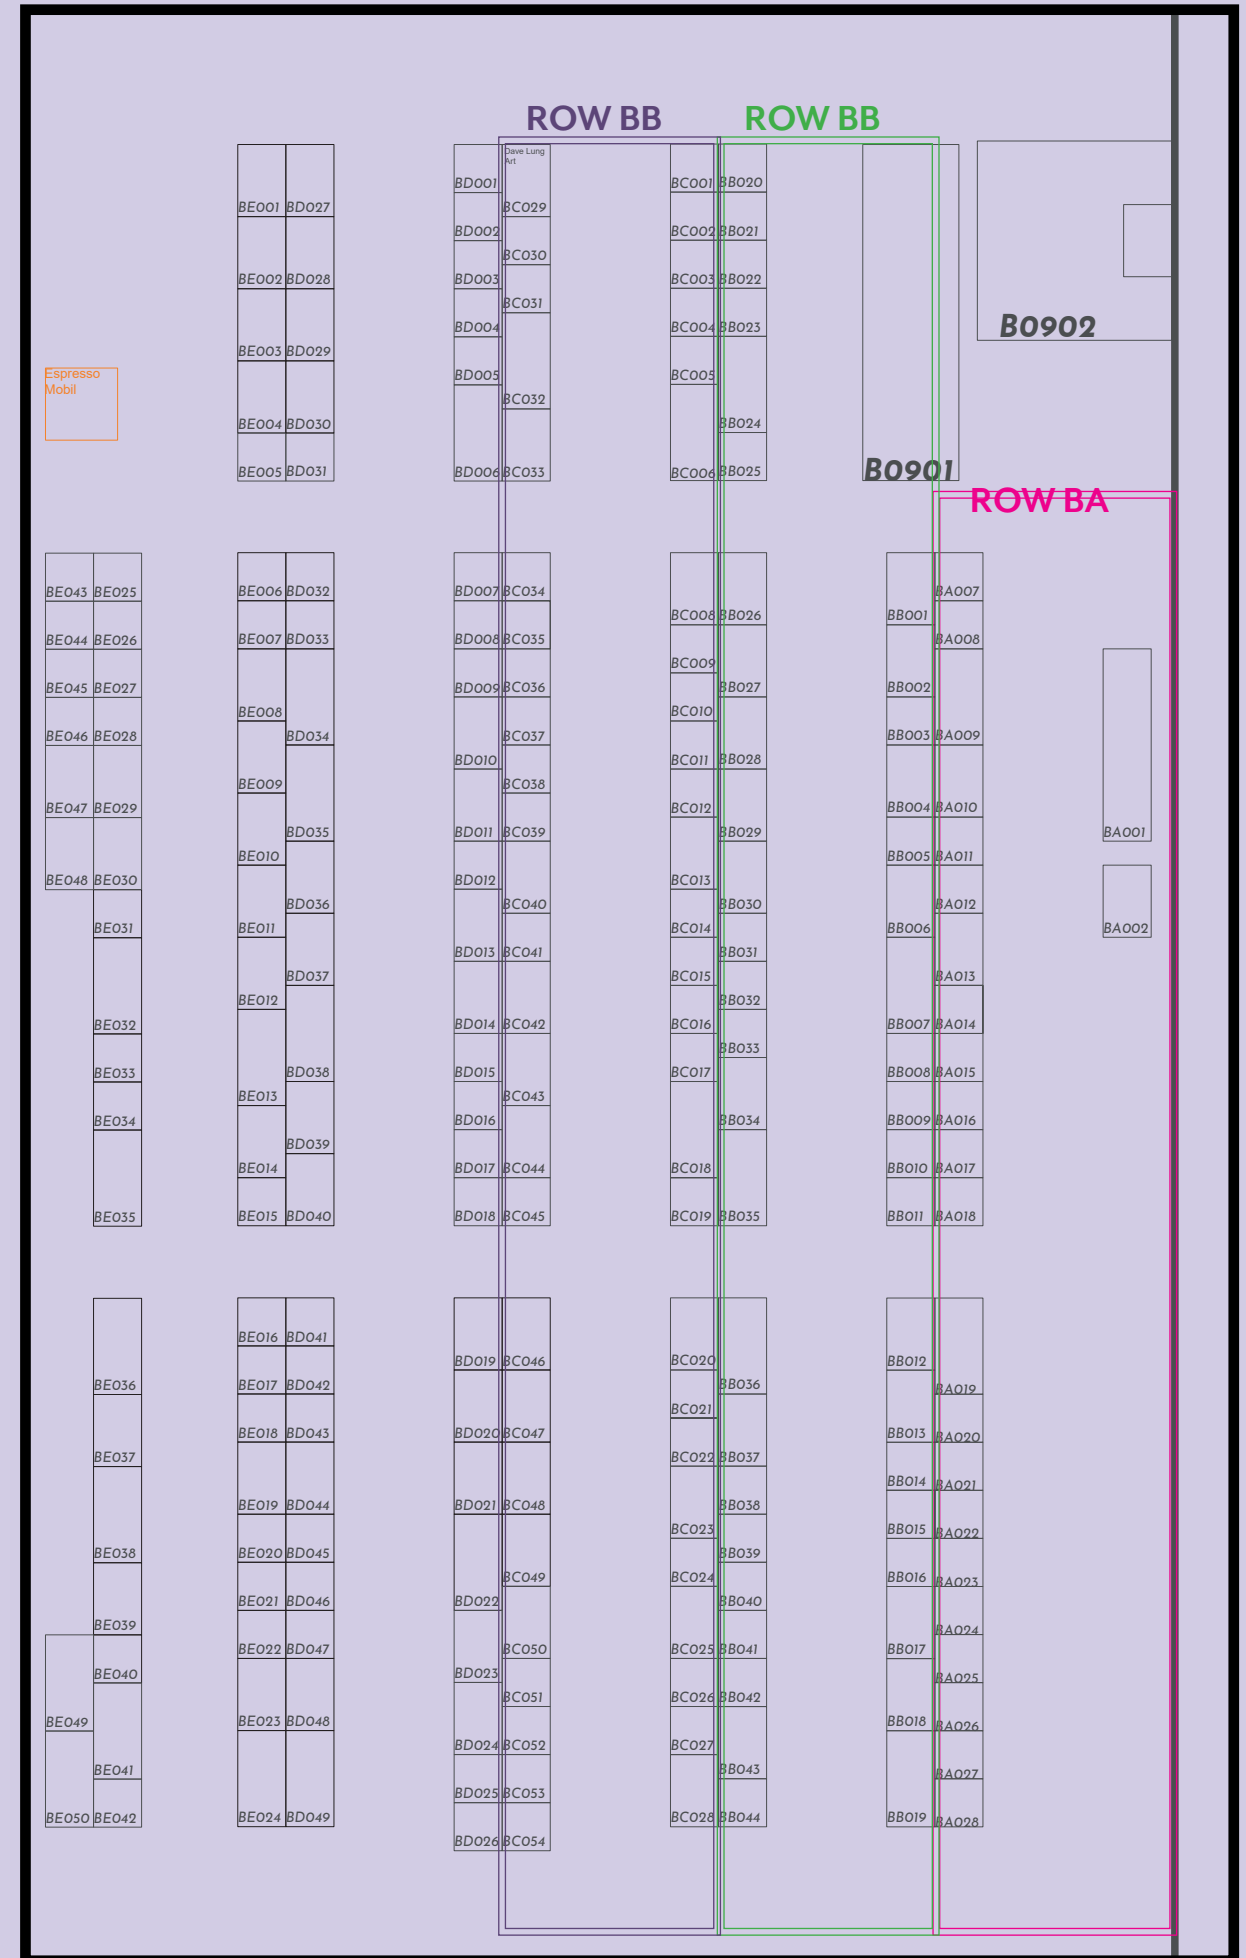 ROW BB ROW BB
Dave Lung
Art
BD001 BC001 BB020
BE001 BD027 BC029
BD002 BC002 BB021
BC030
BE002 BD028 BD003 BC003 BB022
BC031
BD004 BC004 BB023 B0902
BE003 BD029
Espresso
Mobil
BD005 BC005
BC032
BE004 BD030 BB024
BE005 BD031 BD006 BC033 BC006 BB025 B0901
ROW BA
BE043 BE025 BE006 BD032 BD007 BC034 BA007
BC008 BB026 BB001
BE044 BE026 BE007 BD033 BD008 BC035 BA008
BC009
BE045 BE027 BD009 BC036 BB027 BB002
BE008 BC010
BE046 BE028 BD034 BC037 BB003 BA009
BD010 BC011 BB028
BE009 BC038
BE047 BE029 BC012 BB004 BA010
BD035 BD011 BC039 BB029 BA001
BE010 BB005 BA011
BE048 BE030 BD012 BC013
BD036 BC040 BB030 BA012
BE031 BE011 BC014 BB006 BA002
BD013 BC041 BB031
BD037 BC015 BA013
BE012 BB032
BE032 BD014 BC042 BC016 BB007 BA014
BB033
BE033 BD038 BD015 BC017 BB008 BA015
BE013 BC043
BE034 BD016 BB034 BB009 BA016
BD039
BE014 BD017 BC044 BC018 BB010 BA017
BE035 BE015 BD040 BD018 BC045 BC019 BB035 BB011 BA018
BE016 BD041
BD019 BC046 BC020 BB012
BE036 BE017 BD042 BB036 BA019
BC021
BE018 BD043 BD020 BC047 BB013 BA020
BE037 BC022 BB037
BB014 BA021
BE019 BD044 BD021 BC048 BB038
BC023 BB015 BA022
BE038 BE020 BD045 BB039
BC049 BC024 BB016 BA023
BE021 BD046 BD022 BB040
BE039 BA024
BE022 BD047 BC050 BC025 BB041 BB017
BE040 BD023 BA025
BC051 BC026 BB042
BE049 BE023 BD048 BB018 BA026
BD024 BC052 BC027
BE041 BB043 BA027
BD025 BC053
BE050 BE042 BE024 BD049 BC028 BB044 BB019 BA028
BD026 BC054